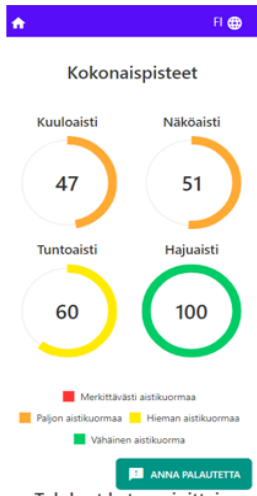 FI
Kokonaispisteet
Kuuloaisti Näköaisti
47 51
Tuntoaisti Hajuaisti
60 100
Merkittävästi aistikuormaa
Paljon aistikuormaa Hieman aistikuormaa
Vähäinen aistikuorma
ANNA PALAUTETTA